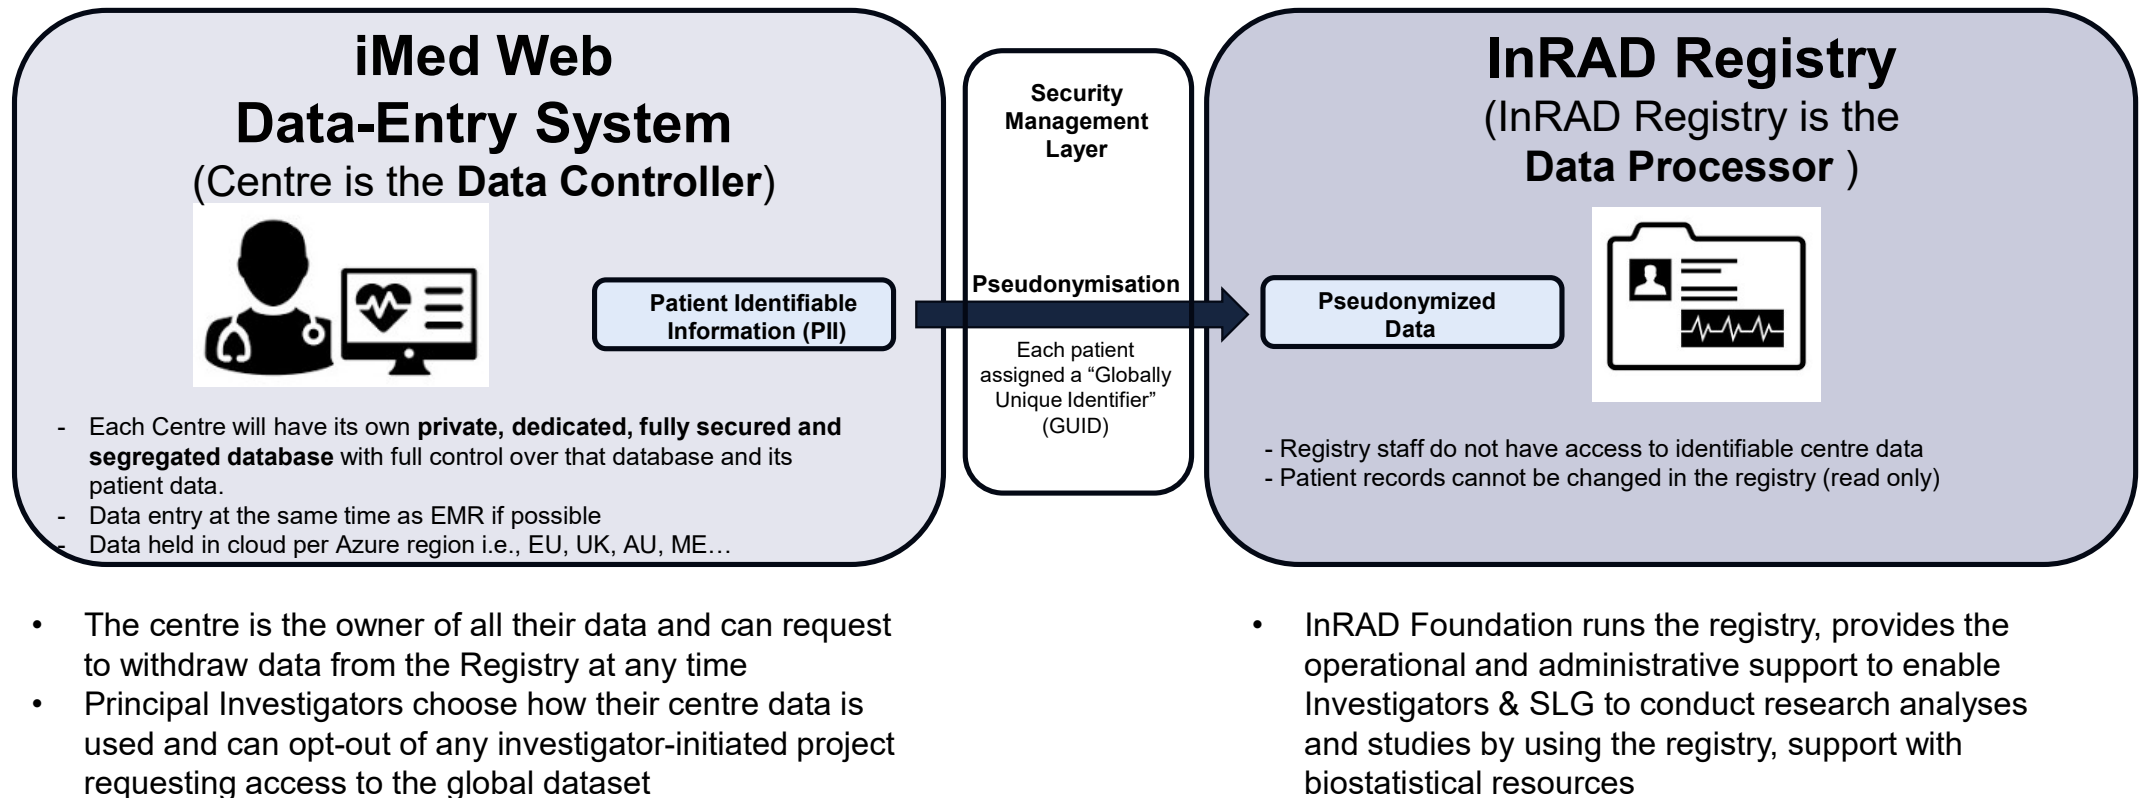 iMed Web
Data-Entry System
(Centre is the Data Controller)
Patient Identifiable
Information (PII)
- Each Centre will have its own private, dedicated, fully secured and
segregated database with full control over that database and its
patient data.
- Data entry at the same time as EMR if possible
- Data held in cloud per Azure region i.e., EU, UK, AU, ME…
Security
Management
Layer
Pseudonymisation
Each patient
assigned a “Globally
Unique Identifier”
(GUID)
InRAD Registry
(InRAD Registry is the
Data Processor )
Pseudonymized
Data
- Registry staff do not have access to identifiable centre data
- Patient records cannot be changed in the registry (read only)
• The centre is the owner of all their data and can request
to withdraw data from the Registry at any time
• Principal Investigators choose how their centre data is
used and can opt-out of any investigator-initiated project
requesting access to the global dataset
• InRAD Foundation runs the registry, provides the
operational and administrative support to enable
Investigators & SLG to conduct research analyses
and studies by using the registry, support with
biostatistical resources